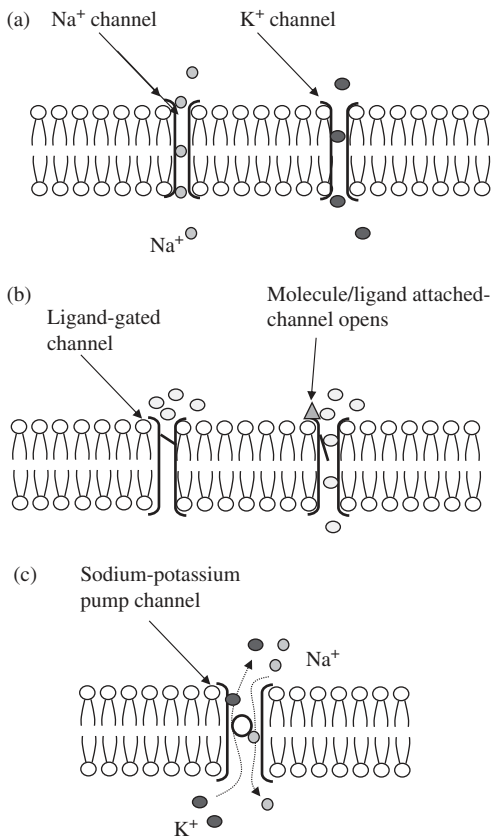 (a)
Na⁺ channel
K⁺ channel
Na⁺
(b)
Ligand-gated
channel
Molecule/ligand attached-
channel opens
(c)
Sodium-potassium
pump channel
Na⁺
K⁺